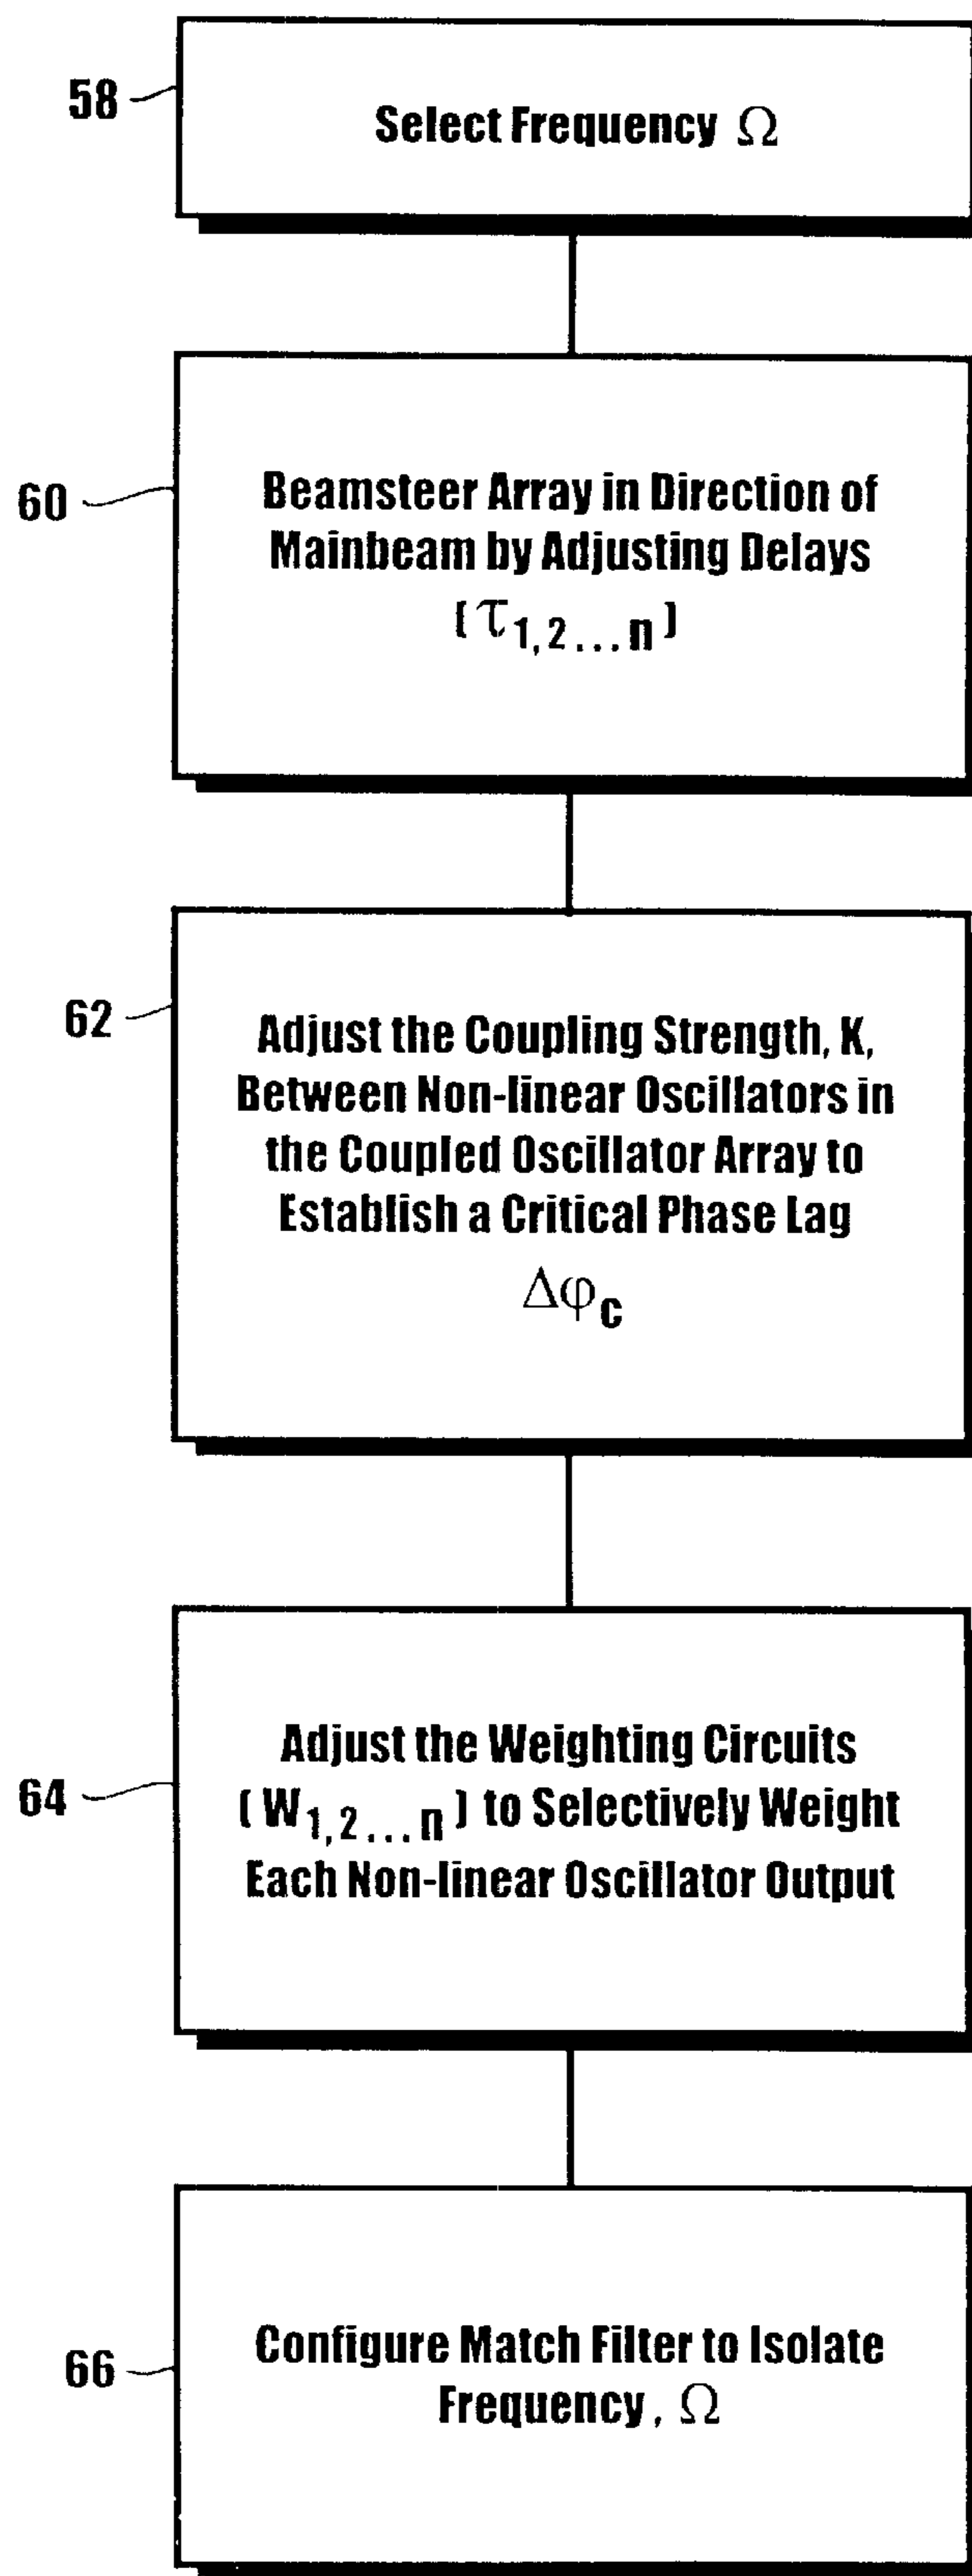 58
Select Frequency Ω
60
Beamsteer Array in Direction of
Mainbeam by Adjusting Delays
(τ1,2...n)
62
Adjust the Coupling Strength, K,
Between Non-linear Oscillators in
the Coupled Oscillator Array to
Establish a Critical Phase Lag
Δφc
64
Adjust the Weighting Circuits
(W1,2...n) to Selectively Weight
Each Non-linear Oscillator Output
66
Configure Match Filter to Isolate
Frequency, Ω